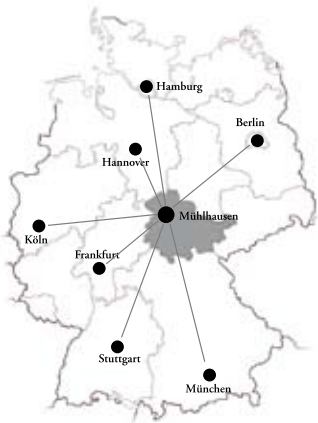 Hamburg
Berlin
Hannover
Mühlhausen
Köln
Frankfurt
Stuttgart
München